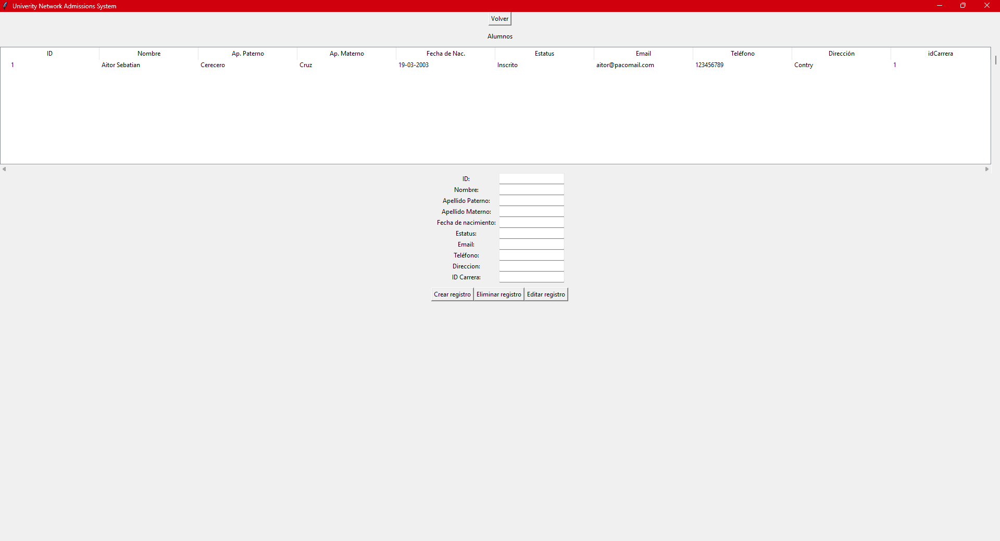 Univerity Network Admissions System
Volver
Alumnos
ID Nombre Ap. Paterno Ap. Materno Fecha de Nac. Estatus Email Teléfono Dirección idCarrera
1 Aitor Sebatian Cerecero Cruz 19-03-2003 Inscrito aitor@pacomail.com 123456789 Contry 1
ID:
Nombre:
Apellido Paterno:
Apellido Materno:
Fecha de nacimiento:
Estatus:
Email:
Teléfono:
Direccion:
ID Carrera:
Crear registro Eliminar registro Editar registro